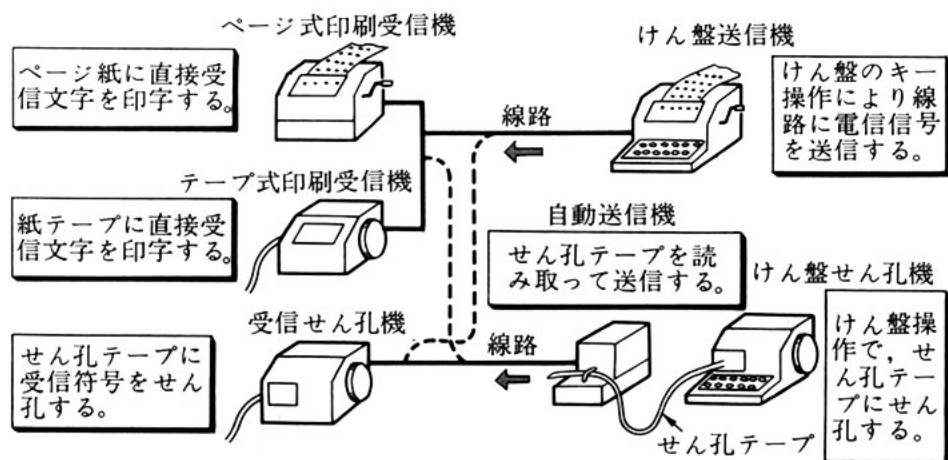 ページ式印刷受信機
けん盤送信機
ページ紙に直接受
信文字を印字する。
線路
けん盤のキー
操作により線
路に電信信号
を送信する。
テープ式印刷受信機
紙テープに直接受
信文字を印字する。
自動送信機
せん孔テープを読
み取って送信する。
けん盤せん孔機
受信せん孔機
線路
せん孔テープに
受信符号をせん
孔する。
けん盤操
作で，せ
ん孔テー
プにせん
孔する。
せん孔テープ